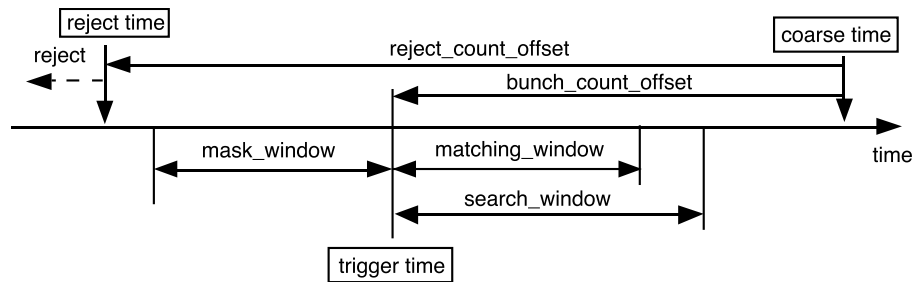 reject time
coarse time
reject_count_offset
reject
bunch_count_offset
mask_window
matching_window
time
search_window
trigger time